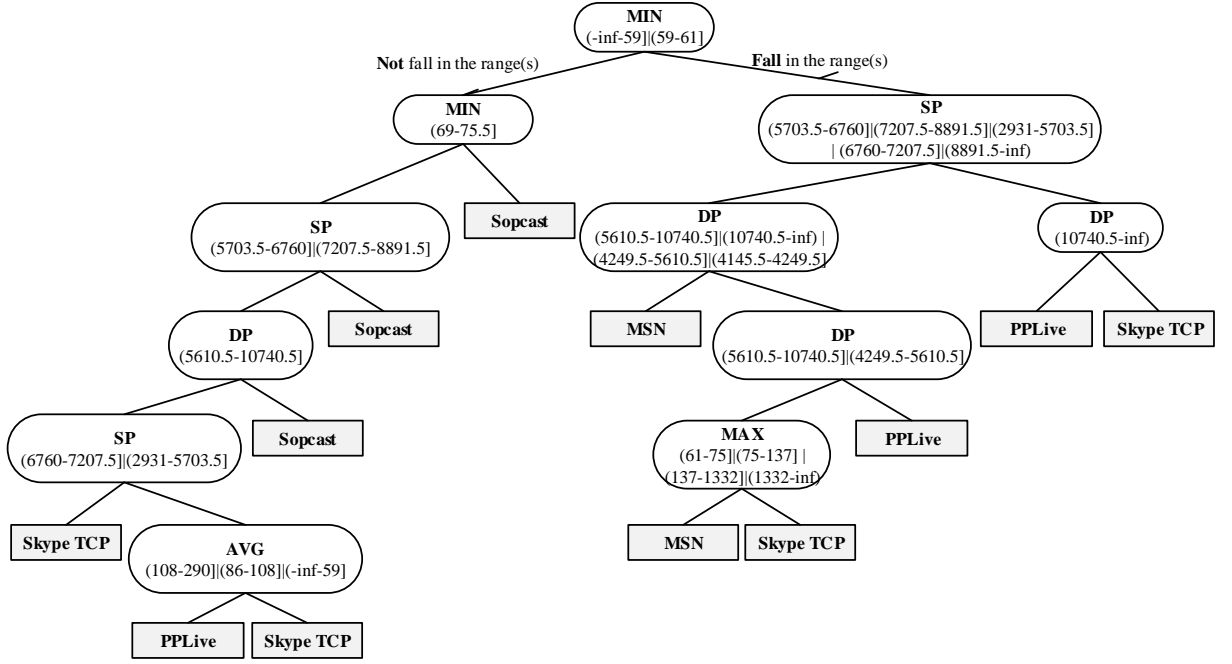 MIN
(-inf-59]|(59-61]
Not fall in the range(s)
Fall in the range(s)
MIN
(69-75.5]
SP
(5703.5-6760]|(7207.5-8891.5]|(2931-5703.5]
| (6760-7207.5]|(8891.5-inf)
Sopcast
SP
(5703.5-6760]|(7207.5-8891.5]
DP
(5610.5-10740.5]|(10740.5-inf) |
(4249.5-5610.5]|(4145.5-4249.5]
DP
(10740.5-inf)
Sopcast
MSN
PPLive
Skype TCP
DP
(5610.5-10740.5]
DP
(5610.5-10740.5]|(4249.5-5610.5]
Sopcast
PPLive
SP
(6760-7207.5]|(2931-5703.5]
MAX
(61-75]|(75-137] |
(137-1332]|(1332-inf)
Skype TCP
MSN
Skype TCP
AVG
(108-290]|(86-108]|(-inf-59]
PPLive
Skype TCP